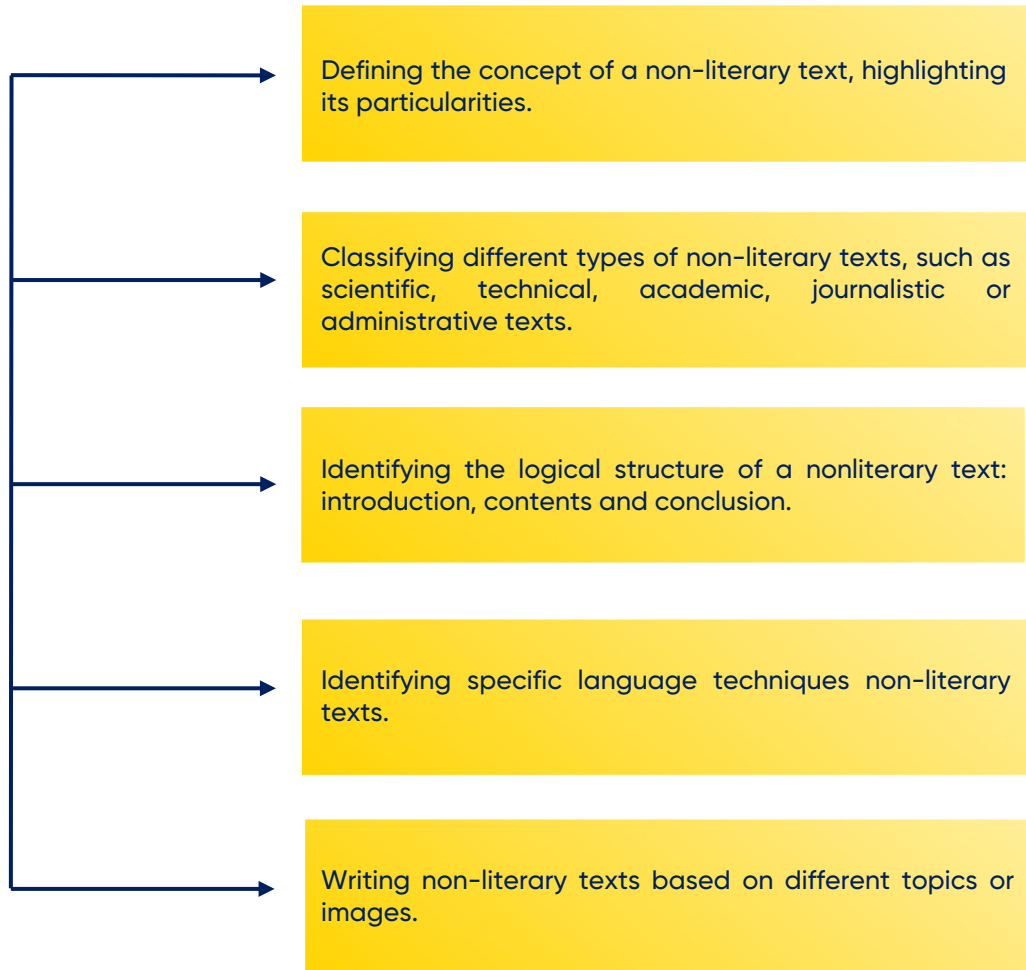 Defining the concept of a non-literary text, highlighting
its particularities.
Classifying different types of non-literary texts, such as
scientific, technical, academic, journalistic or
administrative texts.
Identifying the logical structure of a nonliterary text:
introduction, contents and conclusion.
Identifying specific language techniques non-literary
texts.
Writing non-literary texts based on different topics or
images.